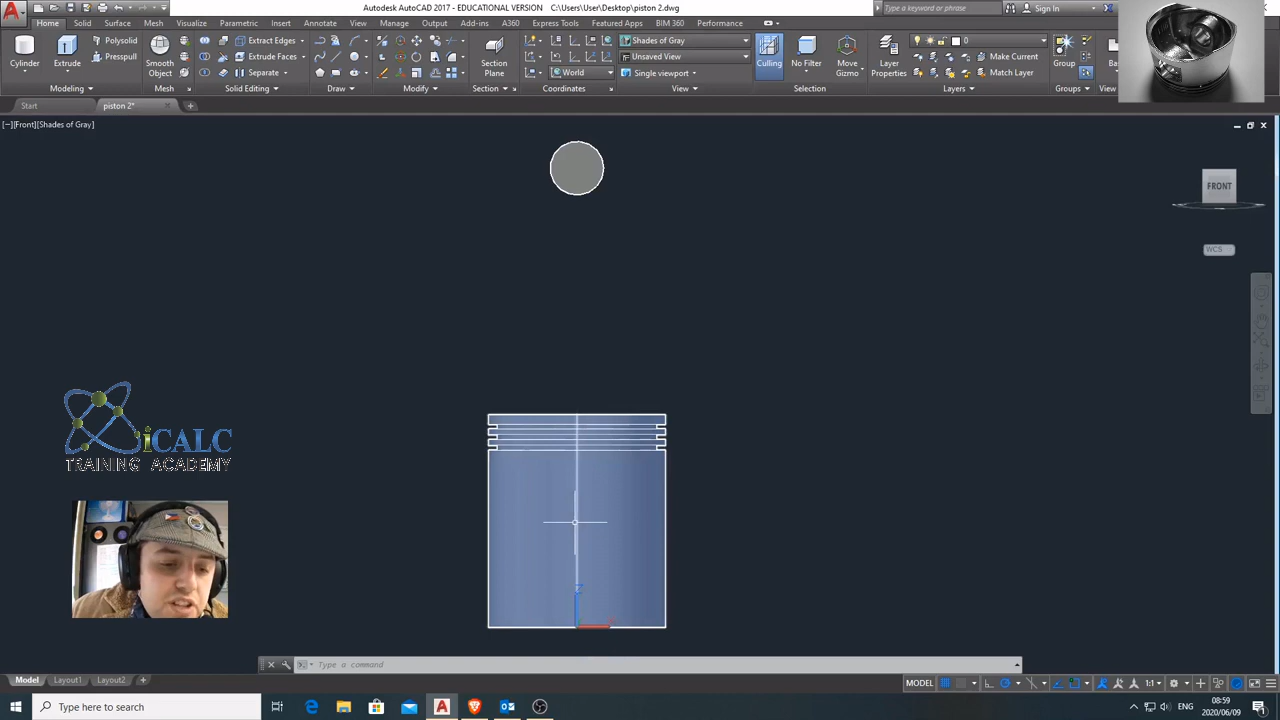 Autodesk AutoCAD 2017 - EDUCATIONAL VERSION C:\Users\User\Desktop\piston 2.dwg
Type a keyword or phrase
Sign In
Home Solid Surface Mesh Visualize Parametric Insert Annotate View Manage Output Add-ins A360 Express Tools Featured Apps BIM 360 Performance
Polysolid
Presspull
Extract Edges
Extrude Faces
Separate
Shades of Gray
Unsaved View
World
Single viewport
0
Make Current
Match Layer
Cylinder
Extrude
Smooth
Object
Section
Plane
Culling
No Filter
Move
Gizmo
Layer
Properties
Group
Modeling
Mesh
Solid Editing
Draw
Modify
Section
Coordinates
View
Selection
Layers
Groups
Start
piston 2*
[−][Front][Shades of Gray]
FRONT
WCS
iCALC
TRAINING ACADEMY
Z
Type a command
Model Layout1 Layout2
MODEL
1:1
Type here to search
ENG
08:59
2020/06/09